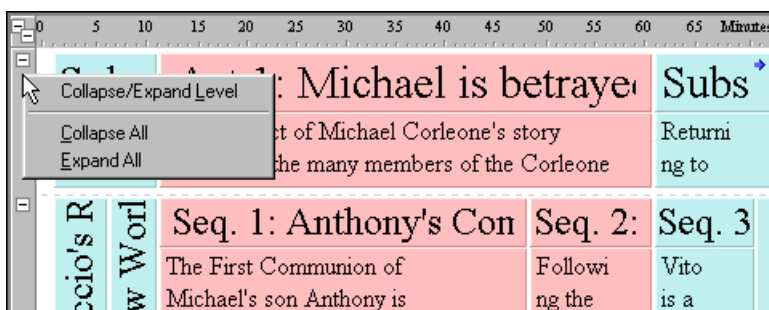 0 5 10 15 20 25 30 35 40 45 50 55 60 65 Minutes
: Michael is betraye
Subs
Collapse/Expand Level
Collapse All
Expand All
ct of Michael Corleone's story
the many members of the Corleone
Returni
ng to
ccio's R
w Worl
Seq. 1: Anthony's Con
The First Communion of
Michael's son Anthony is
Seq. 2:
Followi
ng the
Seq. 3
Vito
is a